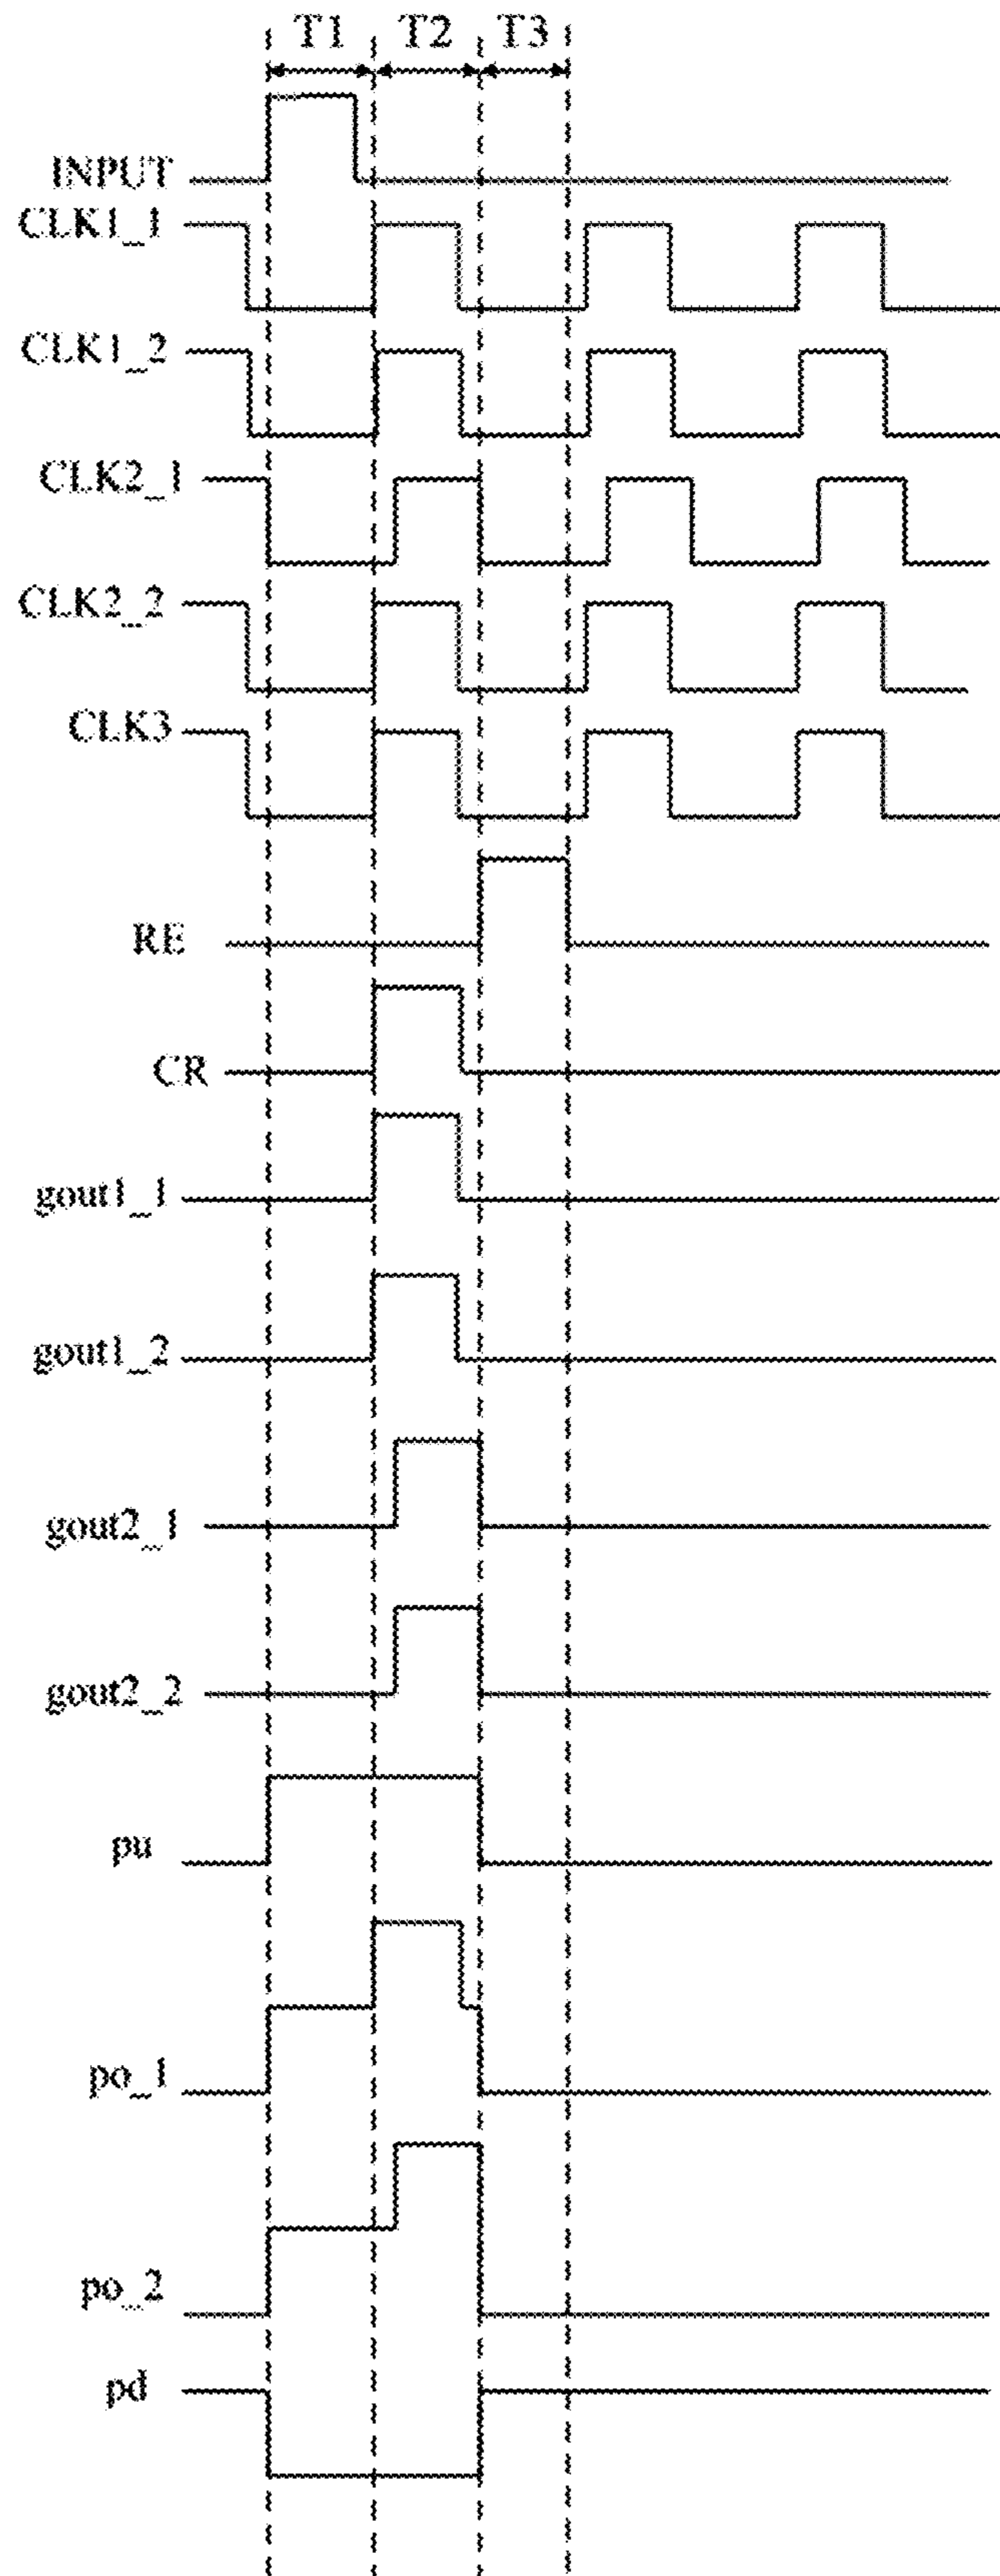 T1 T2 T3
INPUT
CLK1_1
CLK1_2
CLK2_1
CLK2_2
CLK3
RE
CR
gout1_1
gout1_2
gout2_1
gout2_2
pu
po_1
po_2
pd